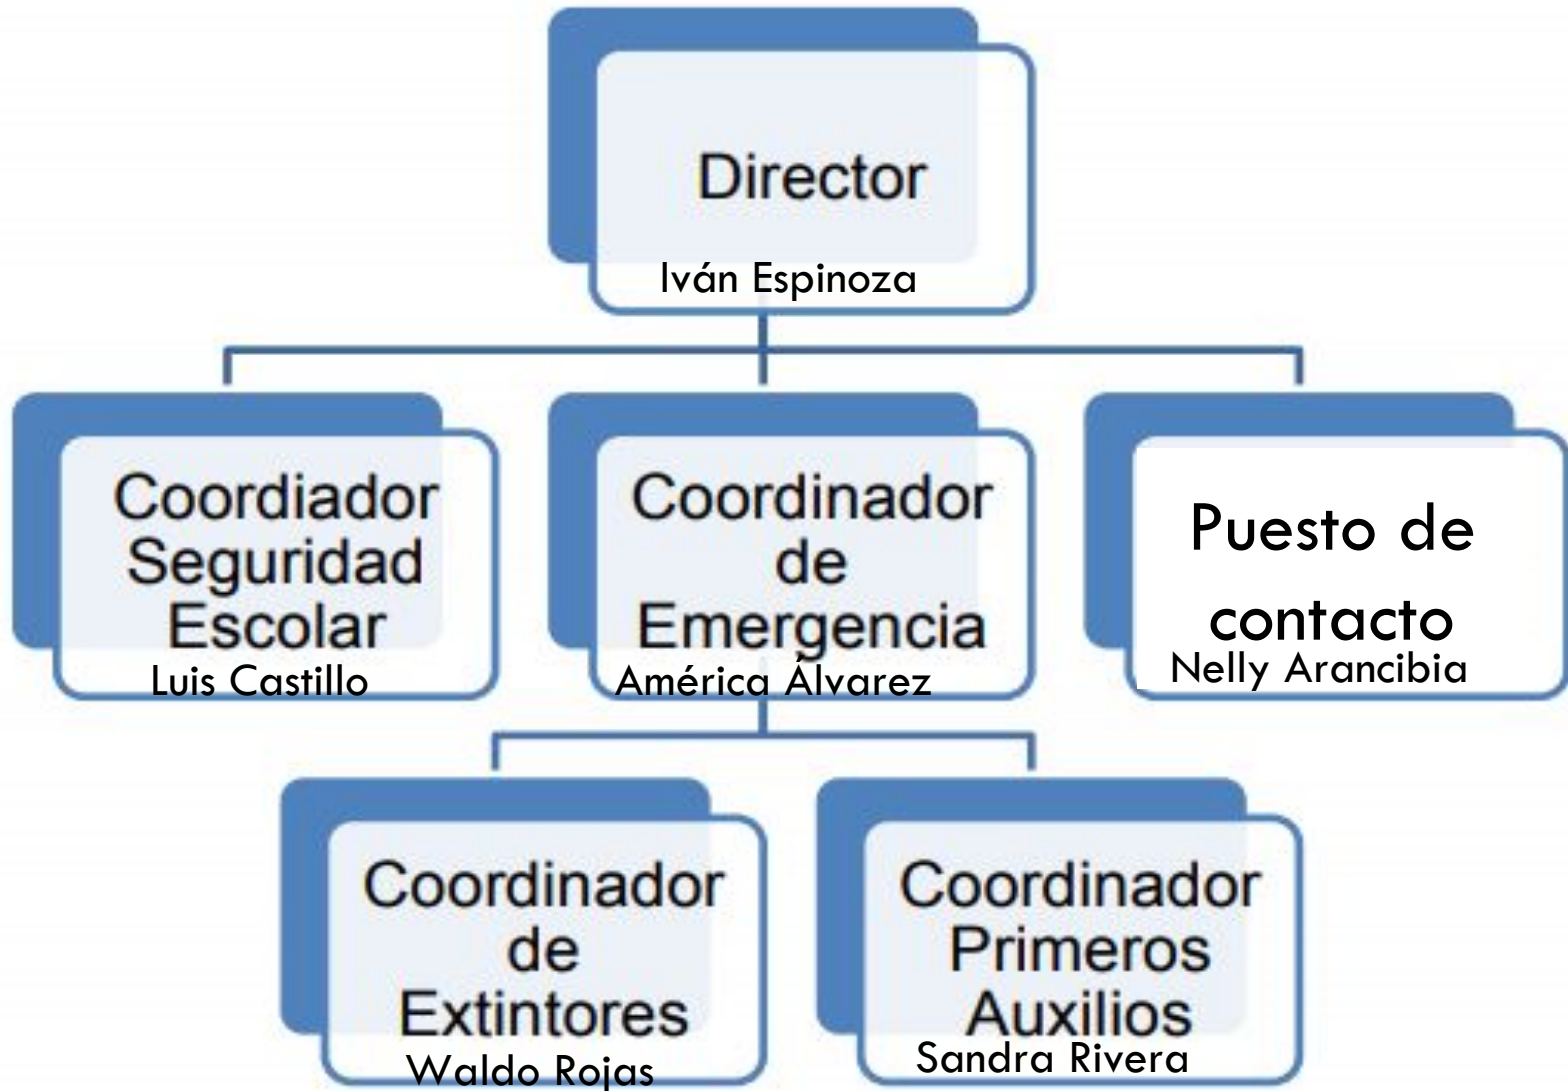 Director
Iván Espinoza
Coordiador
Seguridad
Escolar
Luis Castillo
Coordinador
de
Emergencia
América Álvarez
Puesto de
contacto
Nelly Arancibia
Coordinador
de
Extintores
Waldo Rojas
Coordinador
Primeros
Auxilios
Sandra Rivera